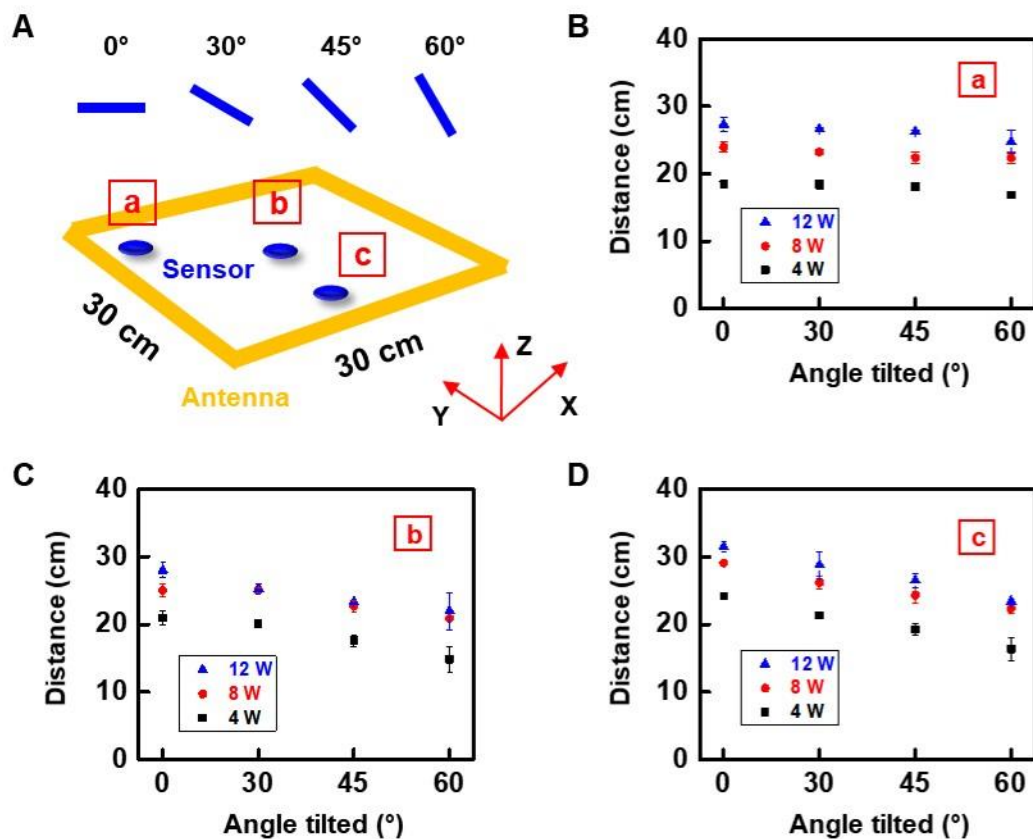 A
0° 30° 45° 60°
a
b
c
Sensor
30 cm
30 cm
Antenna
Z
Y
X
B
40
30
20
10
0
Distance (cm)
a
12 W
8 W
4 W
0 30 45 60
Angle tilted (°)
C
40
30
20
10
0
Distance (cm)
b
12 W
8 W
4 W
0 30 45 60
Angle tilted (°)
D
40
30
20
10
0
Distance (cm)
c
12 W
8 W
4 W
0 30 45 60
Angle tilted (°)